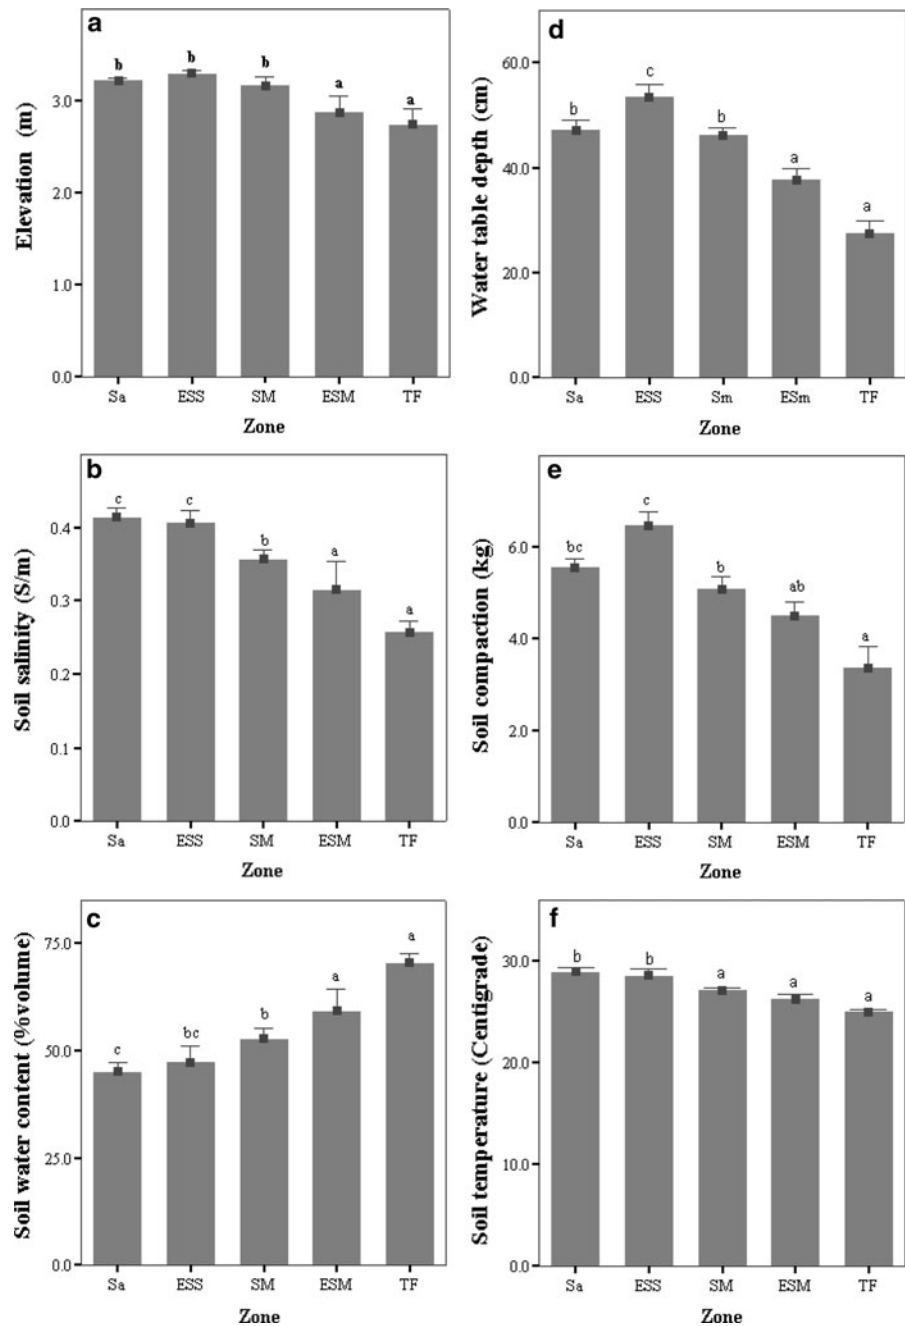 a
b b b a a
Elevation (m)
3.0
2.0
1.0
0.0
Sa ESS SM ESM TF
Zone
d
b c b a a
Water table depth (cm)
60.0
40.0
20.0
0.0
Sa ESS Sm ESm TF
Zone
b
c c b a a
Soil salinity (S/m)
0.4
0.3
0.2
0.1
0.0
Sa ESS SM ESM TF
Zone
e
bc c b ab a
Soil compaction (kg)
6.0
4.0
2.0
0.0
Sa ESS SM ESM TF
Zone
c
c bc b a a
Soil water content (%volume)
75.0
50.0
25.0
0.0
Sa ESS SM ESM TF
Zone
f
b b a a a
Soil temperature (Centigrade)
30.0
20.0
10.0
0.0
Sa ESS SM ESM TF
Zone